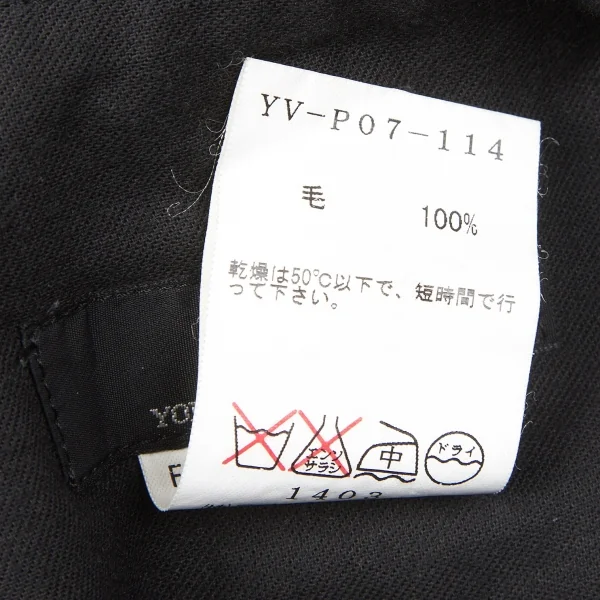 YV-P07-114
毛
100%
乾燥は50℃以下で、短時間で行
って下さい。
エンソ
サラシ
中
ドライ
YO
1403